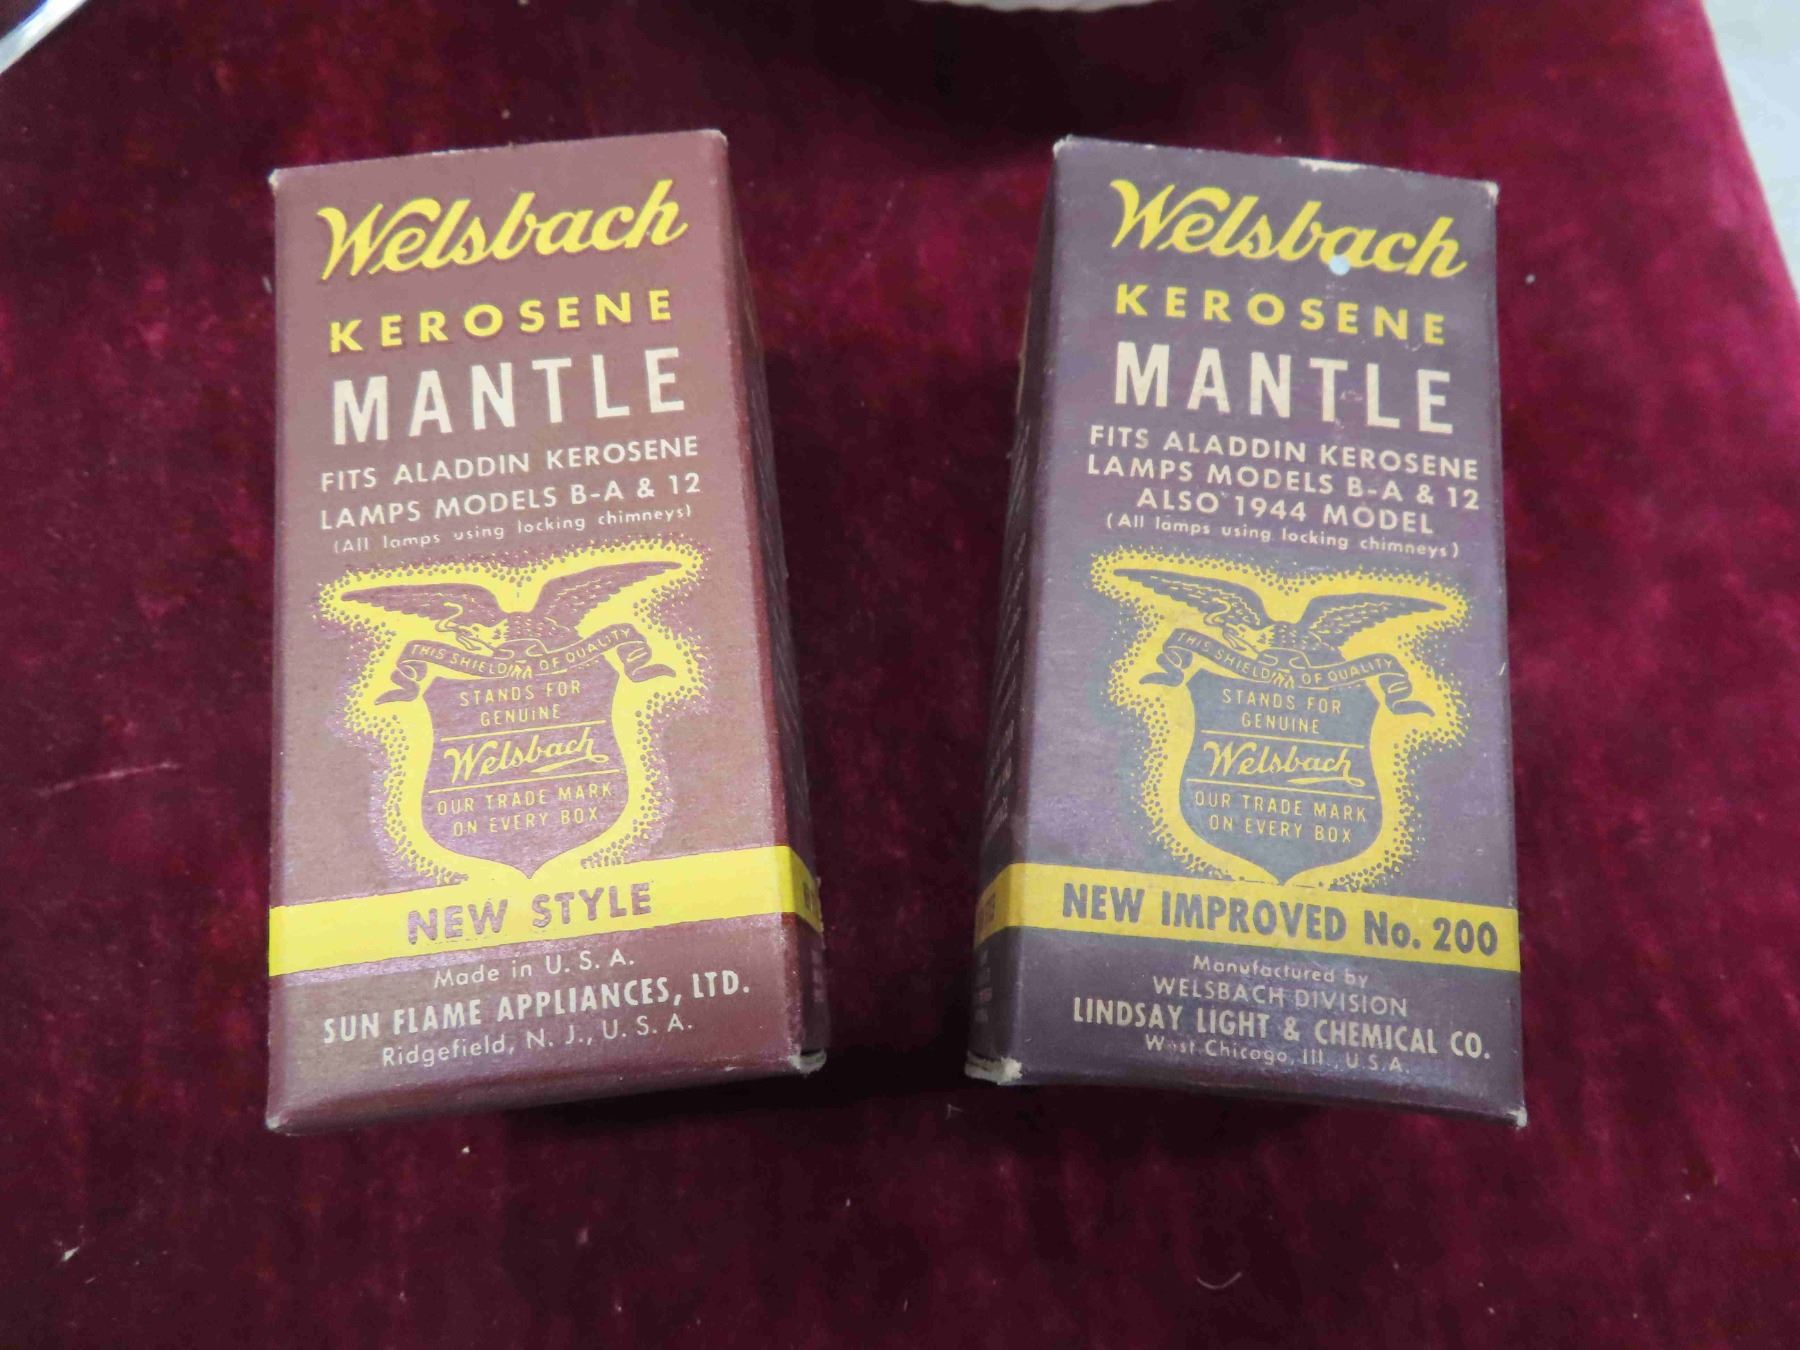 Welsbach
KEROSENE
MANTLE
FITS ALADDIN KEROSENE
LAMPS MODELS B-A & 12
(All lamps using locking chimneys)
THIS SHIELD OF QUALITY
STANDS FOR
GENUINE
Welsbach
OUR TRADE MARK
ON EVERY BOX
NEW STYLE
Made in U. S. A.
SUN FLAME APPLIANCES, LTD.
Ridgefield, N. J., U. S. A.
Welsbach
KEROSENE
MANTLE
FITS ALADDIN KEROSENE
LAMPS MODELS B-A & 12
ALSO 1944 MODEL
(All lamps using locking chimneys)
THIS SHIELD OF QUALITY
STANDS FOR
GENUINE
Welsbach
OUR TRADE MARK
ON EVERY BOX
NEW IMPROVED No. 200
Manufactured by
WELSBACH DIVISION
LINDSAY LIGHT & CHEMICAL CO.
West Chicago, Ill., U.S.A.